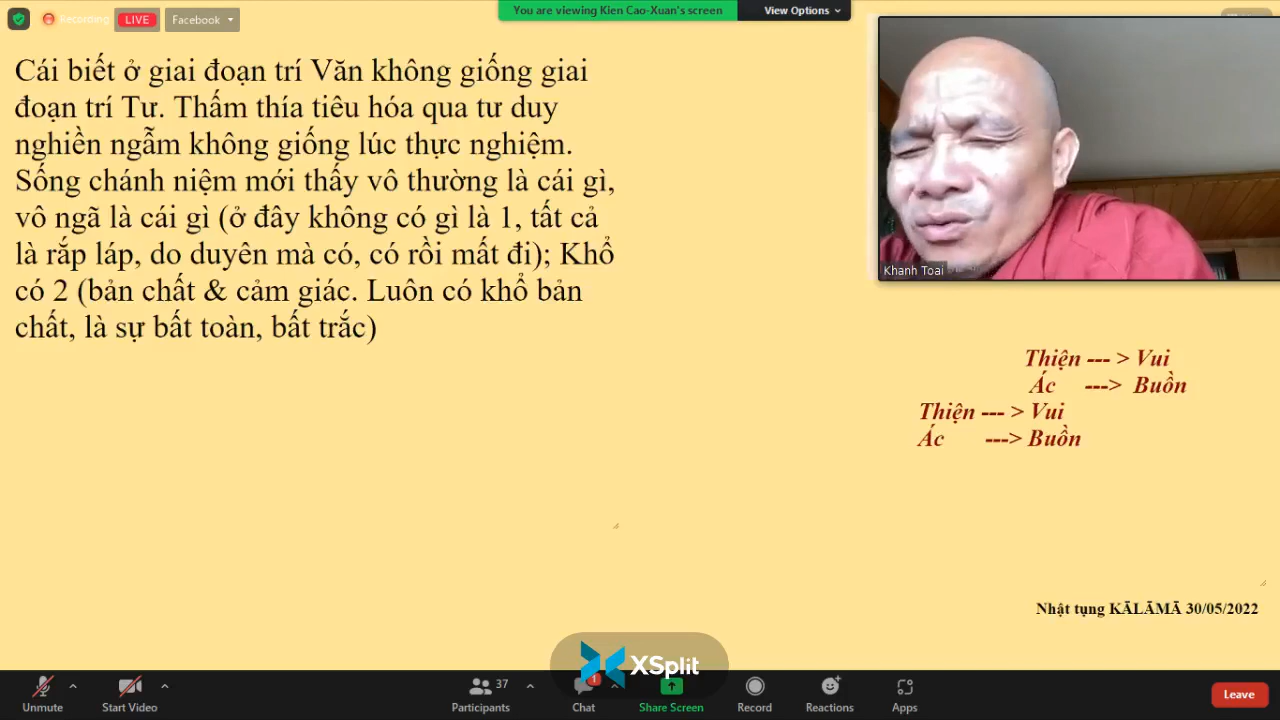 You are viewing Kien Cao-Xuan's screen
View Options
Recording
LIVE
Facebook
Cái biết ở giai đoạn trí Văn không giống giai
đoạn trí Tư. Thấm thía tiêu hóa qua tư duy
nghiền ngẫm không giống lúc thực nghiệm.
Sống chánh niệm mới thấy vô thường là cái gì,
vô ngã là cái gì (ở đây không có gì là 1, tất cả
là rắp láp, do duyên mà có, có rồi mất đi); Khổ
có 2 (bản chất & cảm giác. Luôn có khổ bản
chất, là sự bất toàn, bất trắc)
Khanh Toai
Thiện --- > Vui
Ác ---> Buồn
Thiện --- > Vui
Ác ---> Buồn
Nhật tụng KĀLĀMĀ 30/05/2022
XSplit
Unmute
Start Video
37
Participants
1
Chat
Share Screen
Record
Reactions
Apps
Leave